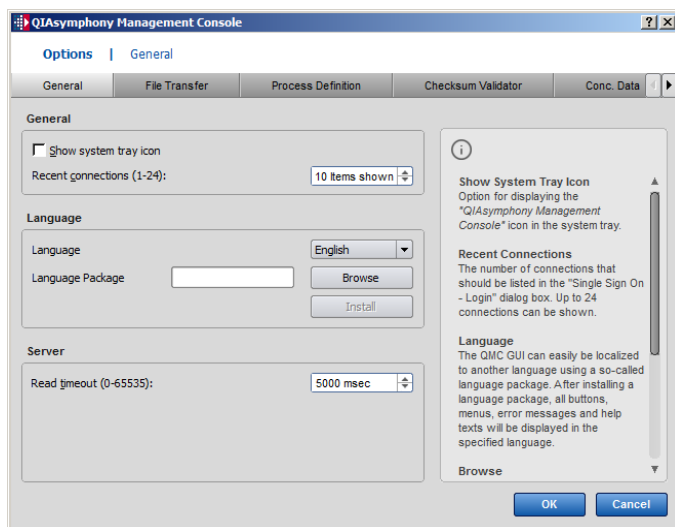 QIAsymphony Management Console
Options | General
General File Transfer Process Definition Checksum Validator Conc. Data
General
Show system tray icon
Recent connections (1-24): 10 Items shown
Language
Language English
Language Package Browse
Install
Server
Read timeout (0-65535): 5000 msec
Show System Tray Icon
Option for displaying the
"QIAsymphony Management
Console" icon in the system tray.
Recent Connections
The number of connections that
should be listed in the "Single Sign On
- Login" dialog box. Up to 24
connections can be shown.
Language
The QMC GUI can easily be localized
to another language using a so-called
language package. After installing a
language package, all buttons,
menus, error messages and help
texts will be displayed in the
specified language.
Browse
OK Cancel